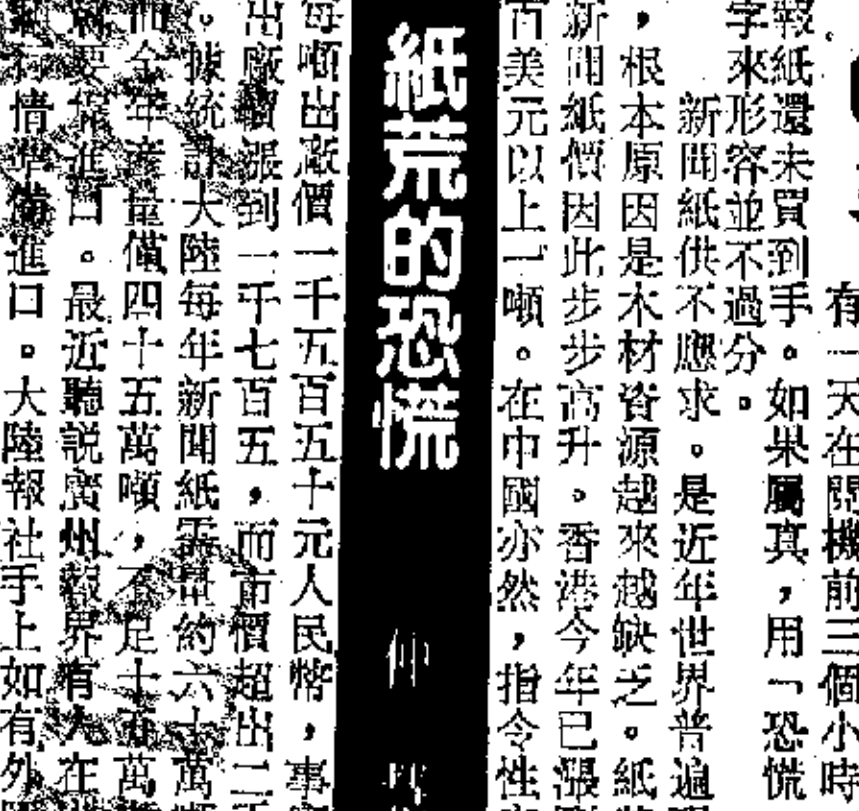 有一天在開機前三個小時
報紙還未買到手。如果屬真，用「恐慌
字來形容並不過分。
新聞紙供不應求。是近年世界普遍
，根本原因是木材資源越來越缺乏。紙
新聞紙價因此步步高升。香港今年已漲
百美元以上一噸。在中國亦然，指令性
紙荒的恐慌
仲
每噸出廠價一千五百五十元人民幣，事
出廠價漲到二千七百五，而市價超出二千
。據統計大陸每年新聞紙需量約六十萬
而今年產量僅四十五萬噸，不足十五萬
就要靠進口。最近聽説廣州報界有人在
行情準備進口。大陸報社手上如有外